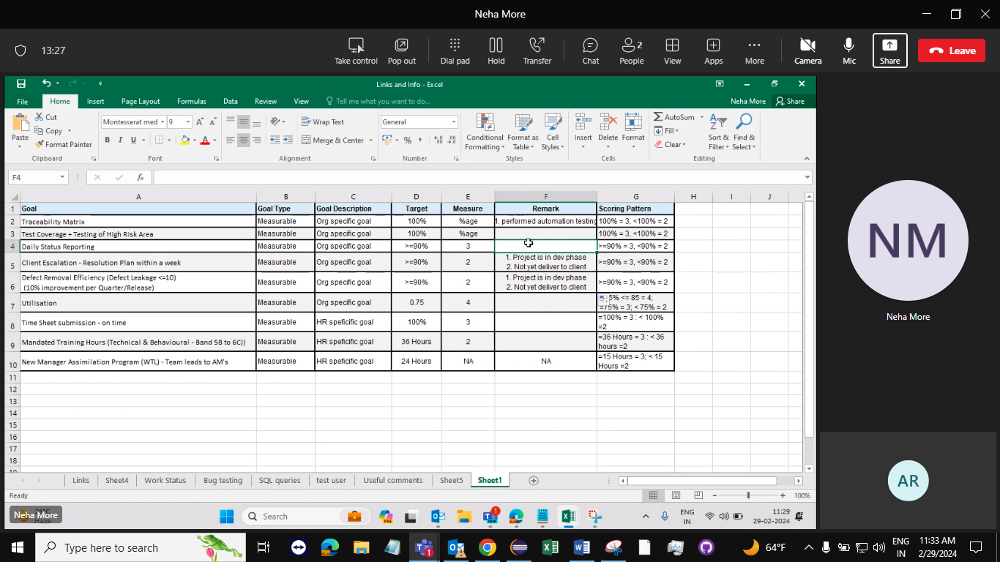 Neha More
13:27
Take control Pop out Dial pad Hold Transfer Chat People 2 View Apps More Camera Mic Share Leave
Links and Info - Excel
File Home Insert Page Layout Formulas Data Review View Tell me what you want to do... Neha More Share
Paste Cut Copy Format Painter
Montesserat med 9
B I U
Wrap Text
Merge & Center
General
Conditional Formatting Format as Table Cell Styles
Insert Delete Format
AutoSum Fill Clear
Sort & Filter Find & Select
Clipboard Font Alignment Number Styles Cells Editing
F4 fx
A B C D E F G H I J
1 Goal Goal Type Goal Description Target Measure Remark Scoring Pattern
2 Traceability Matrix Measurable Org specific goal 100% %age 1. performed automation testing 100% = 3, <100% = 2
3 Test Coverage + Testing of High Risk Area Measurable Org specific goal 100% %age 100% = 3, <100% = 2
4 Daily Status Reporting Measurable Org specific goal >=90% 3 >=90% = 3, <90% = 2
5 Client Escalation - Resolution Plan within a week Measurable Org specific goal >=90% 2 1. Project is in dev phase 2. Not yet deliver to client >=90% = 3, <90% = 2
6 Defect Removal Efficiency (Defect Leakage <=10) (10% improvement per Quarter/Release) Measurable Org specific goal >=90% 2 1. Project is in dev phase 2. Not yet deliver to client >=90% = 3, <90% = 2
7 Utilisation Measurable Org specific goal 0.75 4 5% <= 85 = 4; =75% = 3; < 75% = 2
8 Time Sheet submission - on time Measurable HR speficific goal 100% 3 =100% = 3 : < 100% =2
9 Mandated Training Hours (Technical & Behavioural - Band 5B to 6C)) Measurable HR speficific goal 36 Hours 2 =36 Hours = 3 : < 36 hours =2
10 New Manager Assimilation Program (WTL) - Team leads to AM's Measurable HR speficific goal 24 Hours NA NA =15 Hours = 3; < 15 Hours =2
11
12
13
14
15
16
17
18
Links Sheet4 Work Status Bug testing SQL queries test user Useful comments Sheet5 Sheet1
Ready 100%
Neha More
Search
ENG IN
11:29
29-02-2024
NM
Neha More
AR
Type here to search
64°F
ENG IN
11:33 AM
2/29/2024